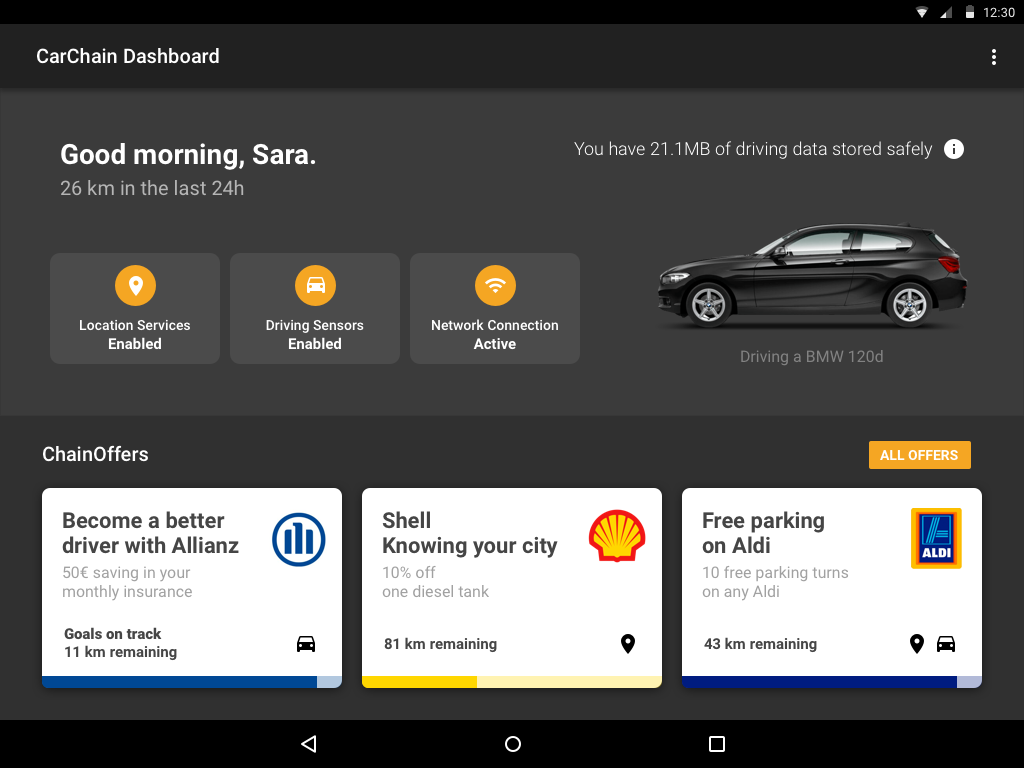 12:30
CarChain Dashboard
Good morning, Sara.
26 km in the last 24h
You have 21.1MB of driving data stored safely
Location Services
Enabled
Driving Sensors
Enabled
Network Connection
Active
Driving a BMW 120d
ChainOffers
ALL OFFERS
Become a better
driver with Allianz
50€ saving in your
monthly insurance
Goals on track
11 km remaining
Shell
Knowing your city
10% off
one diesel tank
81 km remaining
Free parking
on Aldi
ALDI
10 free parking turns
on any Aldi
43 km remaining